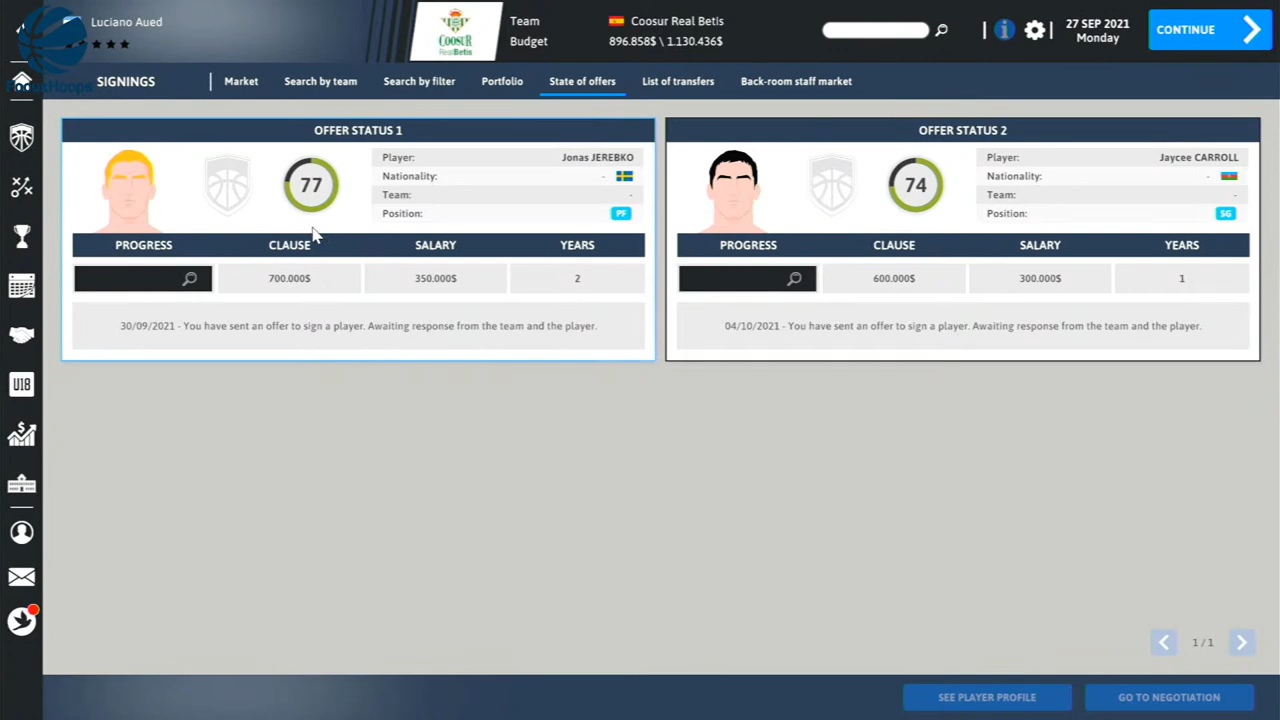 Luciano Aued
FocusHoops
COOSUR
RealBetis
Team
Coosur Real Betis
Budget
896.858$ \ 1.130.436$
27 SEP 2021
Monday
CONTINUE
SIGNINGS
Market
Search by team
Search by filter
Portfolio
State of offers
List of transfers
Back-room staff market
U18
OFFER STATUS 1
77
Player: Jonas JEREBKO
Nationality: -
Team: -
Position: PF
PROGRESS CLAUSE SALARY YEARS
700.000$ 350.000$ 2
30/09/2021 - You have sent an offer to sign a player. Awaiting response from the team and the player.
OFFER STATUS 2
74
Player: Jaycee CARROLL
Nationality: -
Team: -
Position: SG
PROGRESS CLAUSE SALARY YEARS
600.000$ 300.000$ 1
04/10/2021 - You have sent an offer to sign a player. Awaiting response from the team and the player.
1 / 1
SEE PLAYER PROFILE
GO TO NEGOTIATION